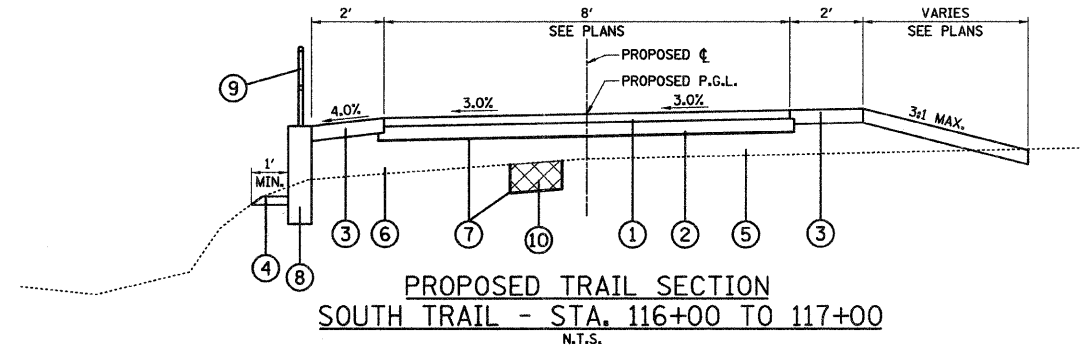 2' 8' 2' VARIES
SEE PLANS SEE PLANS
PROPOSED ℄
PROPOSED P.G.L.
9
4.0% 3.0% 3.0%
3:1 MAX.
1'
MIN.
3 6 7 10 1 2 5 3
4 8
PROPOSED TRAIL SECTION
SOUTH TRAIL - STA. 116+00 TO 117+00
N.T.S.